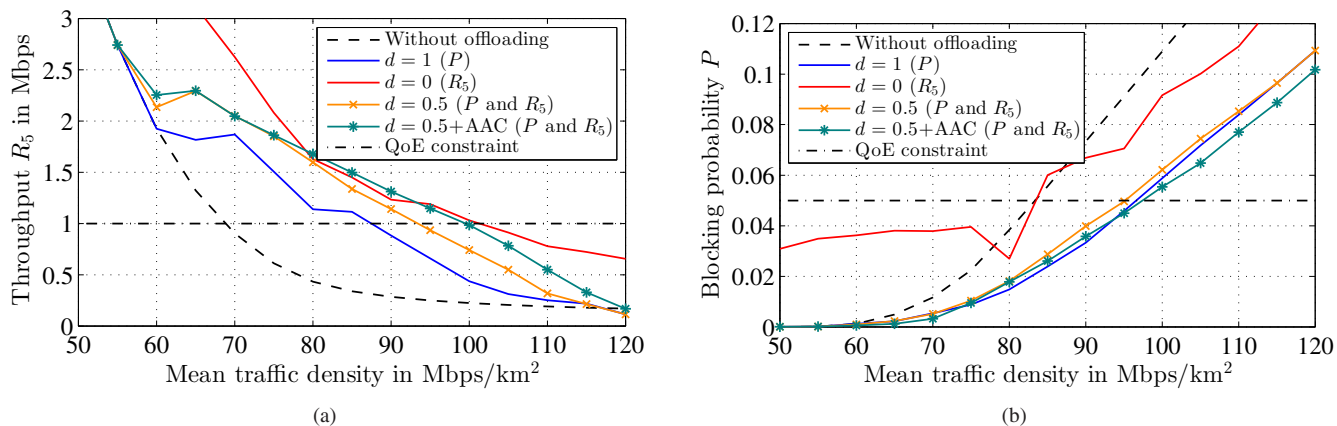 3
2.5
2
1.5
1
0.5
0
50 60 70 80 90 100 110 120
Throughput R₅ in Mbps
Mean traffic density in Mbps/km²
Without offloading
d = 1 (P)
d = 0 (R₅)
d = 0.5 (P and R₅)
d = 0.5+AAC (P and R₅)
QoE constraint
(a)
0.12
0.1
0.08
0.06
0.04
0.02
0
50 60 70 80 90 100 110 120
Blocking probability P
Mean traffic density in Mbps/km²
Without offloading
d = 1 (P)
d = 0 (R₅)
d = 0.5 (P and R₅)
d = 0.5+AAC (P and R₅)
QoE constraint
(b)